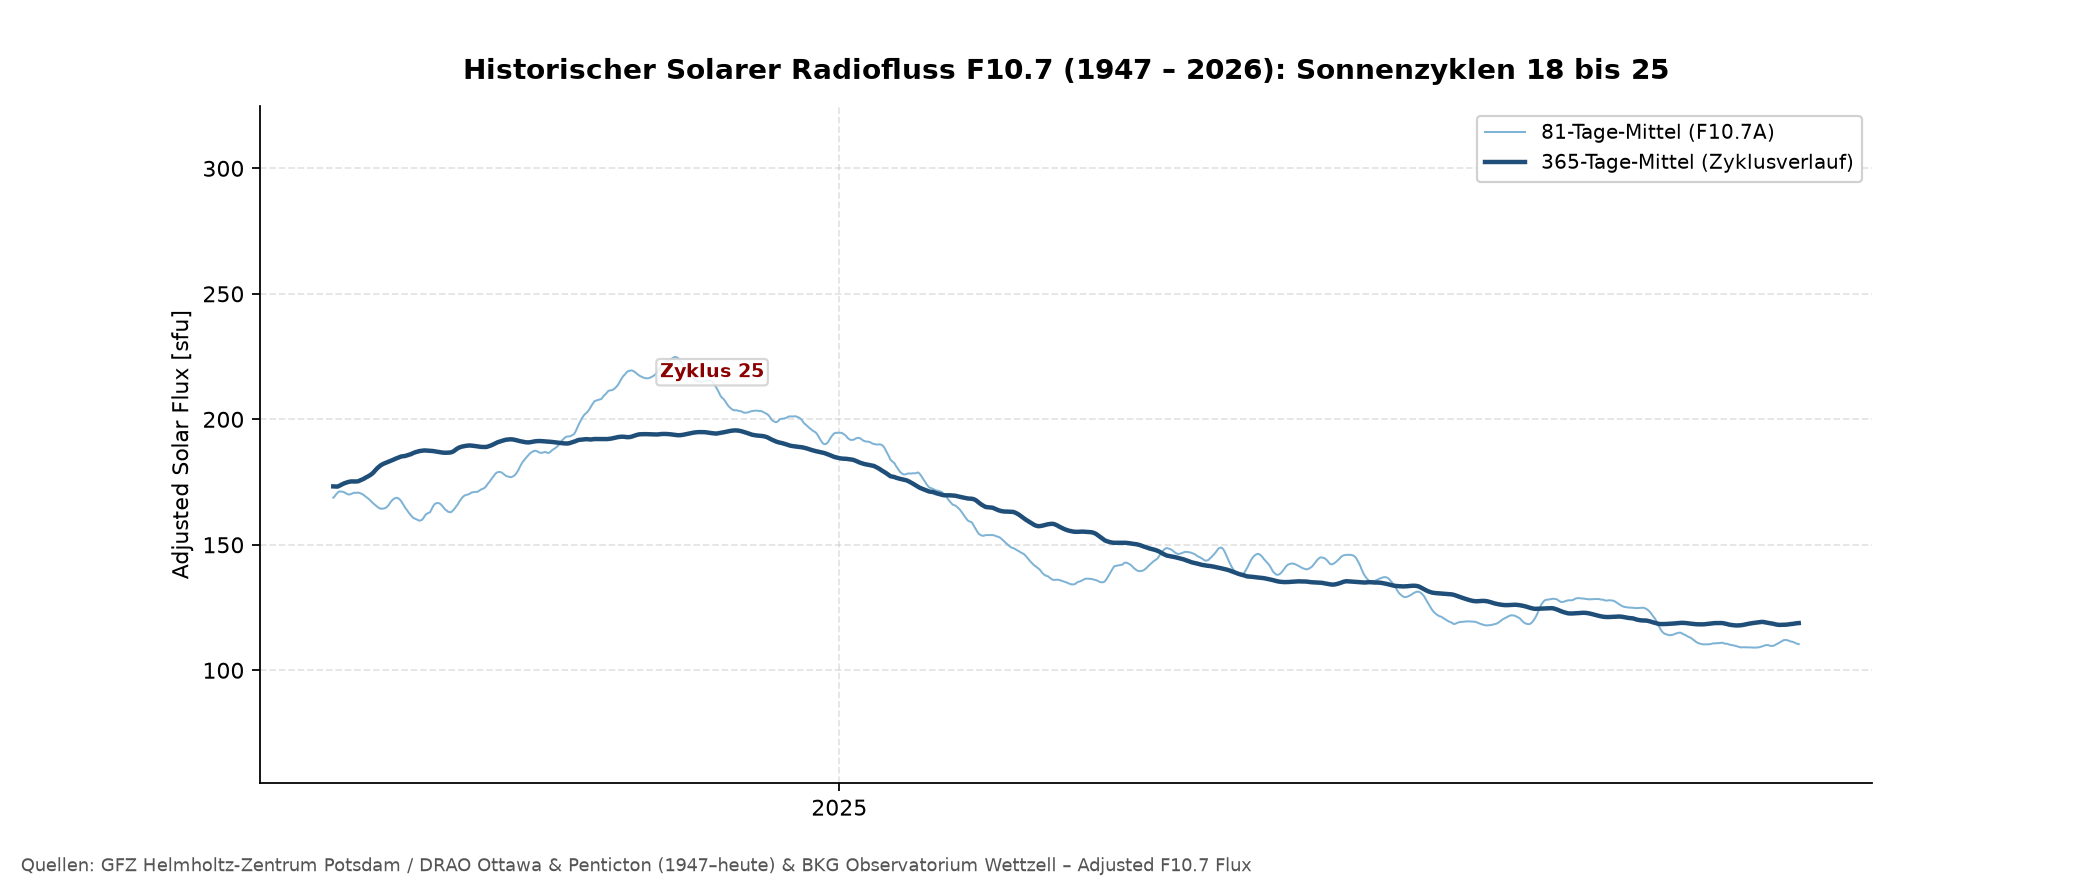 Historischer Solarer Radiofluss F10.7 (1947 – 2026): Sonnenzyklen 18 bis 25
81-Tage-Mittel (F10.7A)
365-Tage-Mittel (Zyklusverlauf)
300
250
200
150
100
Adjusted Solar Flux [sfu]
Zyklus 25
2025
Quellen: GFZ Helmholtz-Zentrum Potsdam / DRAO Ottawa & Penticton (1947–heute) & BKG Observatorium Wettzell – Adjusted F10.7 Flux